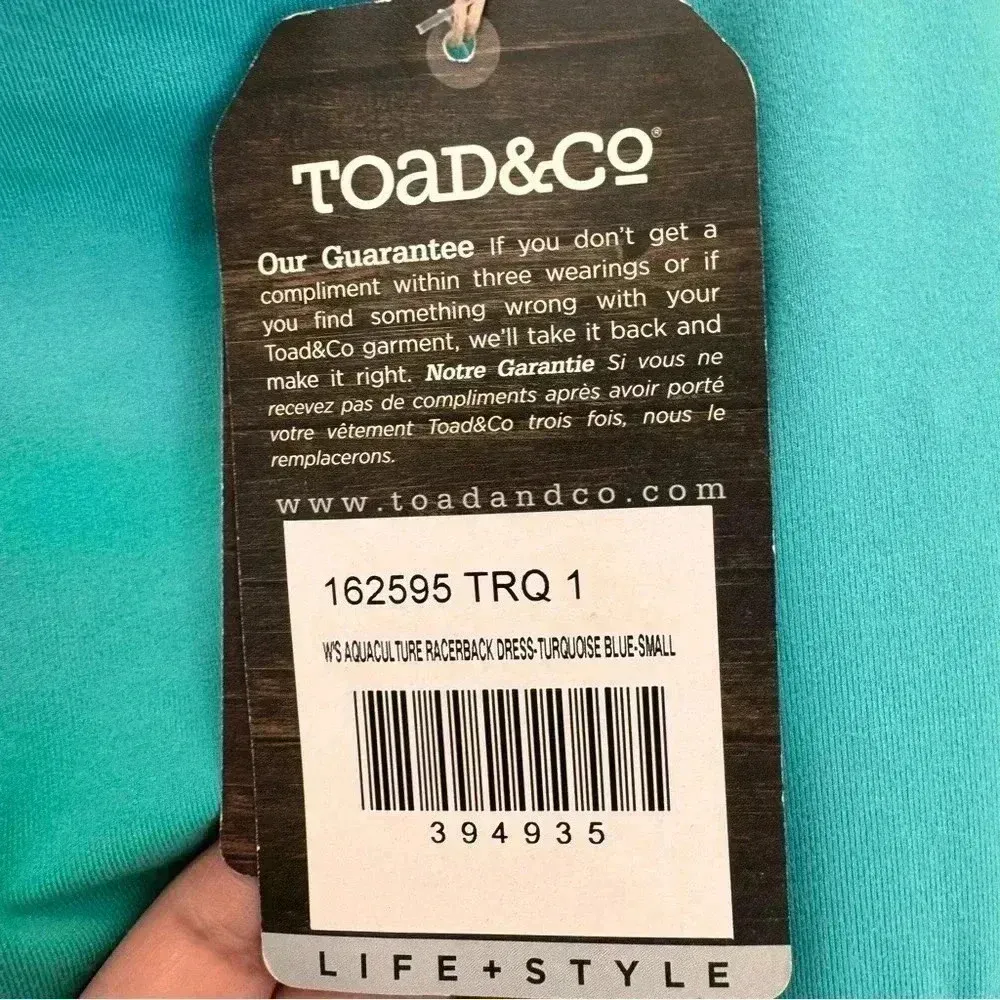 TOAD&CO®
Our Guarantee If you don't get a
compliment within three wearings or if
you find something wrong with your
Toad&Co garment, we'll take it back and
make it right. Notre Garantie Si vous ne
recevez pas de compliments après avoir porté
votre vêtement Toad&Co trois fois, nous le
remplacerons.
www.toadandco.com
162595 TRQ 1
W'S AQUACULTURE RACERBACK DRESS-TURQUOISE BLUE-SMALL
394935
LIFE+STYLE